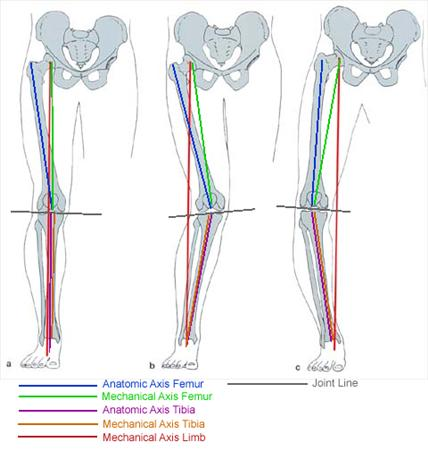 a
b
c
Anatomic Axis Femur
Joint Line
Mechanical Axis Femur
Anatomic Axis Tibia
Mechanical Axis Tibia
Mechanical Axis Limb